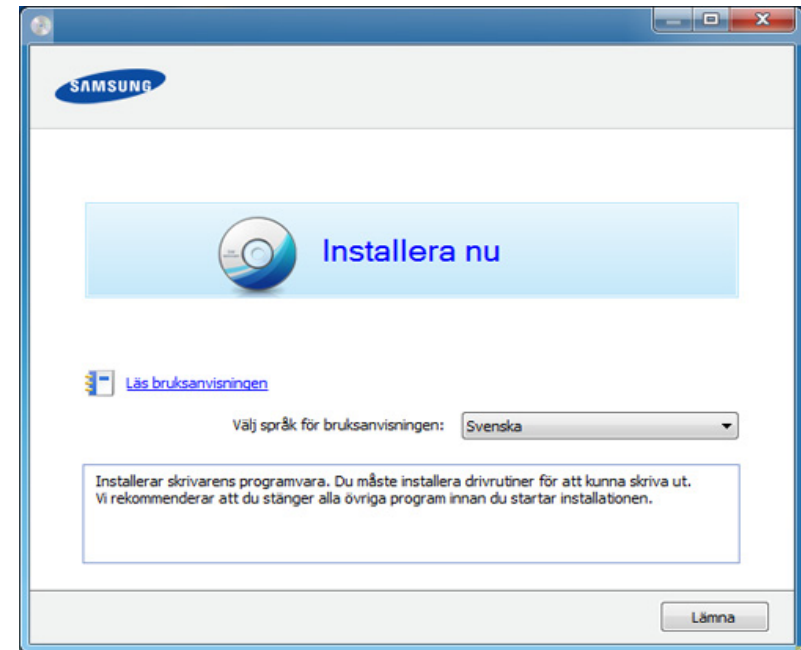 SAMSUNG
Installera nu
Läs bruksanvisningen
Välj språk för bruksanvisningen: Svenska
Installerar skrivarens programvara. Du måste installera drivrutiner för att kunna skriva ut.
Vi rekommenderar att du stänger alla övriga program innan du startar installationen.
Lämna